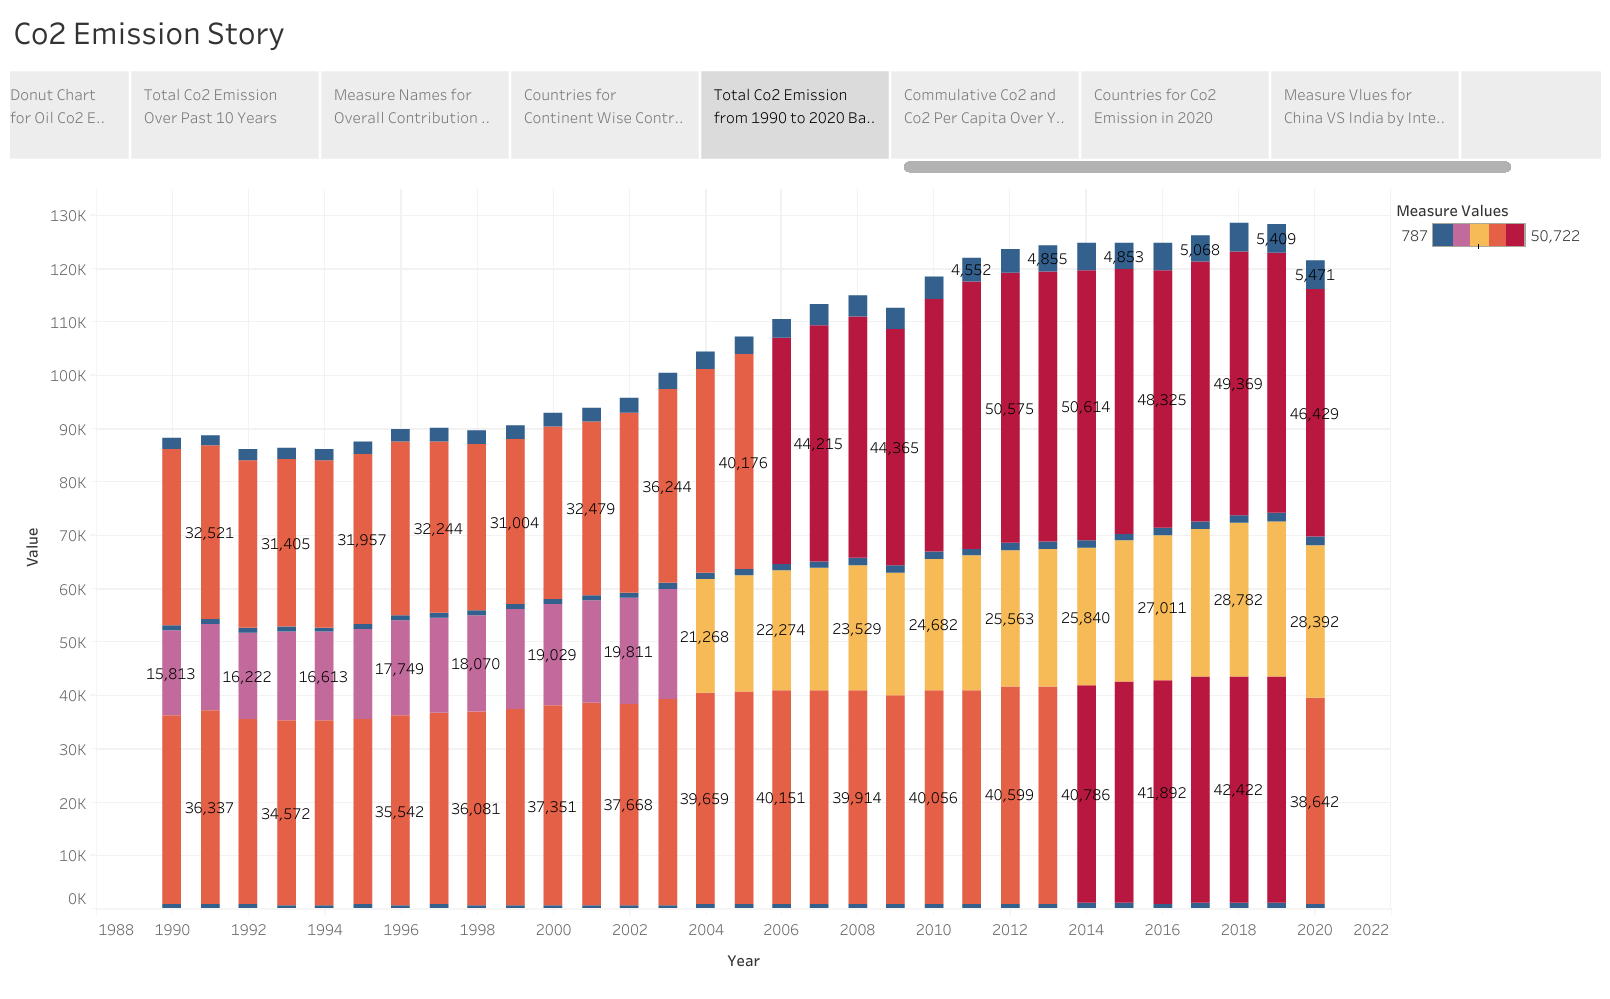 Co2 Emission Story
Donut Chart
for Oil Co2 E..
Total Co2 Emission
Over Past 10 Years
Measure Names for
Overall Contribution ..
Countries for
Continent Wise Contr..
Total Co2 Emission
from 1990 to 2020 Ba..
Commulative Co2 and
Co2 Per Capita Over Y..
Countries for Co2
Emission in 2020
Measure Vlues for
China VS India by Inte..
Measure Values
787
50,722
130K
120K
110K
100K
90K
80K
70K
60K
50K
40K
30K
20K
10K
0K
Value
4,552
4,855
4,853
5,068
5,409
5,471
32,521
31,405
31,957
32,244
31,004
32,479
36,244
40,176
44,215
44,365
50,575
50,614
48,325
49,369
46,429
15,813
16,222
16,613
17,749
18,070
19,029
19,811
21,268
22,274
23,529
24,682
25,563
25,840
27,011
28,782
28,392
36,337
34,572
35,542
36,081
37,351
37,668
39,659
40,151
39,914
40,056
40,599
40,786
41,892
42,422
38,642
1988 1990 1992 1994 1996 1998 2000 2002 2004 2006 2008 2010 2012 2014 2016 2018 2020 2022
Year